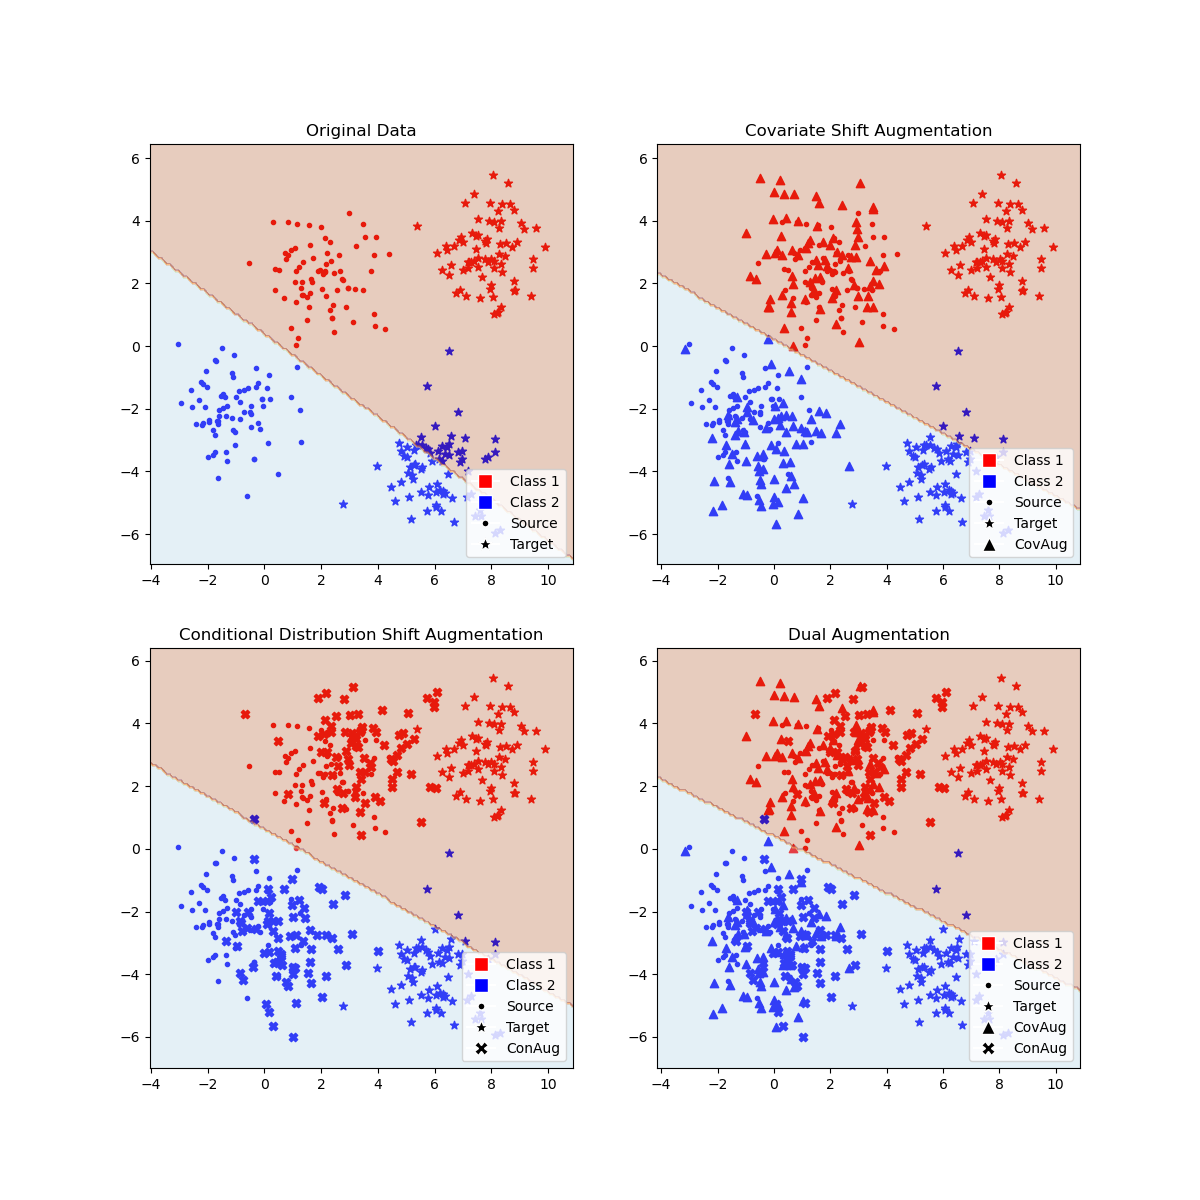 Original Data
6
4
2
0
−2
−4
−6
−4
−2
0
2
4
6
8
10
Class 1
Class 2
Source
Target
Covariate Shift Augmentation
6
4
2
0
−2
−4
−6
−4
−2
0
2
4
6
8
10
Class 1
Class 2
Source
Target
CovAug
Conditional Distribution Shift Augmentation
6
4
2
0
−2
−4
−6
−4
−2
0
2
4
6
8
10
Class 1
Class 2
Source
Target
ConAug
Dual Augmentation
6
4
2
0
−2
−4
−6
−4
−2
0
2
4
6
8
10
Class 1
Class 2
Source
Target
CovAug
ConAug